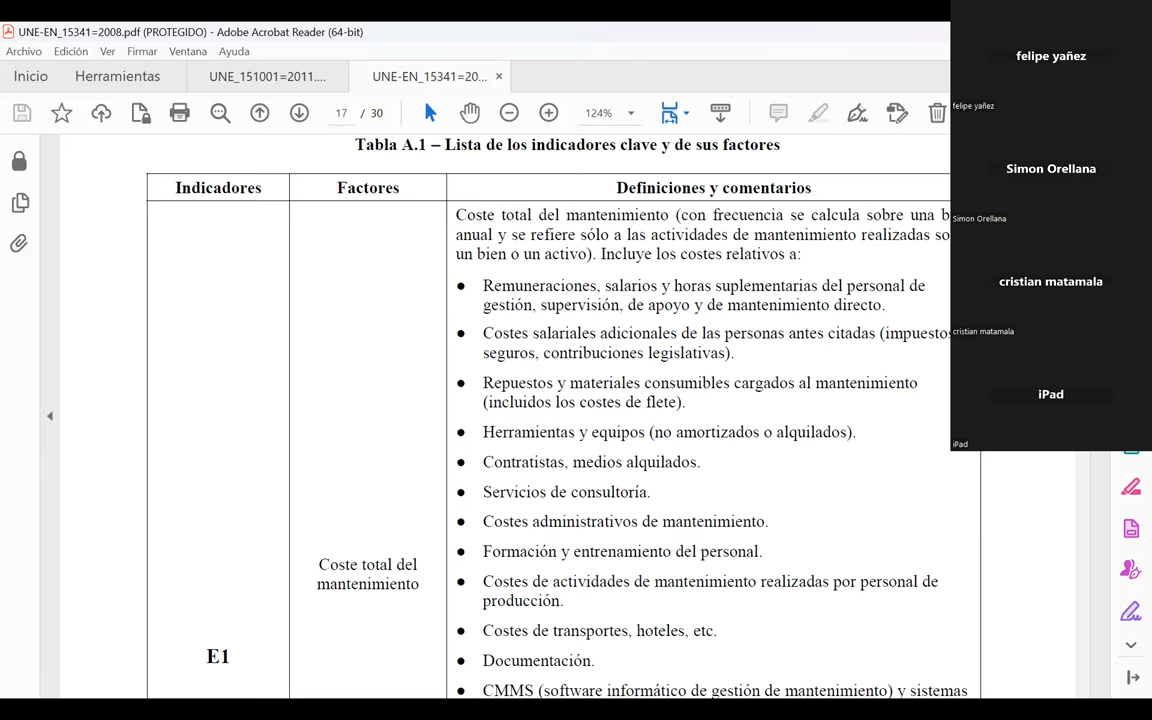 UNE-EN_15341=2008.pdf (PROTEGIDO) - Adobe Acrobat Reader (64-bit)
Archivo Edición Ver Firmar Ventana Ayuda
Inicio Herramientas UNE_151001=2011.... UNE-EN_15341=20... ×
17 / 30 124%
Tabla A.1 – Lista de los indicadores clave y de sus factores
Indicadores Factores Definiciones y comentarios
Coste total del mantenimiento (con frecuencia se calcula sobre una b
anual y se refiere sólo a las actividades de mantenimiento realizadas so
un bien o un activo). Incluye los costes relativos a:
● Remuneraciones, salarios y horas suplementarias del personal de
gestión, supervisión, de apoyo y de mantenimiento directo.
● Costes salariales adicionales de las personas antes citadas (impuestos
seguros, contribuciones legislativas).
● Repuestos y materiales consumibles cargados al mantenimiento
(incluidos los costes de flete).
● Herramientas y equipos (no amortizados o alquilados).
● Contratistas, medios alquilados.
● Servicios de consultoría.
● Costes administrativos de mantenimiento.
● Formación y entrenamiento del personal.
Coste total del
mantenimiento
● Costes de actividades de mantenimiento realizadas por personal de
producción.
● Costes de transportes, hoteles, etc.
E1
● Documentación.
● CMMS (software informático de gestión de mantenimiento) y sistemas
felipe yañez
felipe yañez
Simon Orellana
Simon Orellana
cristian matamala
cristian matamala
iPad
iPad